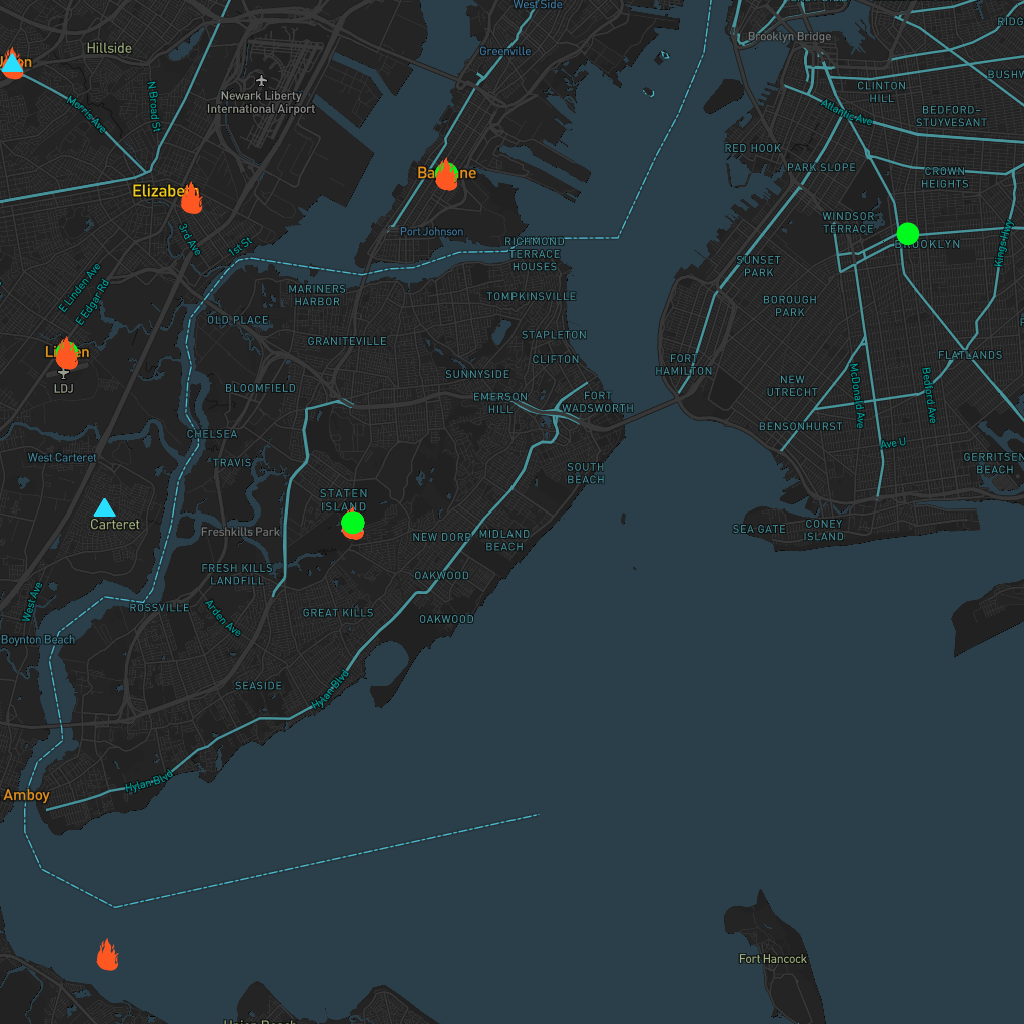 West Side
Hillside
Greenville
Brooklyn Bridge
N Broad St
Newark Liberty
International Airport
Morris Ave
CLINTON
HILL
BEDFORD-
STUYVESANT
Atlantic Ave
RED HOOK
PARK SLOPE
CROWN
HEIGHTS
Elizabeth
3rd Ave
1st St
Port Johnson
RICHMOND
TERRACE
HOUSES
WINDSOR
TERRACE
BROOKLYN
Kings Hwy
SUNSET
PARK
E Linden Ave
E Edgar Rd
MARINERS
HARBOR
TOMPKINSVILLE
BOROUGH
PARK
OLD PLACE
GRANITEVILLE
STAPLETON
CLIFTON
FORT
HAMILTON
FLATLANDS
LDJ
SUNNYSIDE
BLOOMFIELD
EMERSON
HILL
FORT
WADSWORTH
NEW
UTRECHT
McDonald Ave
Bedford Ave
BENSONHURST
CHELSEA
Ave U
West Carteret
TRAVIS
SOUTH
BEACH
GERRITSEN
BEACH
STATEN
ISLAND
Carteret
Freshkills Park
NEW DORP
MIDLAND
BEACH
SEA GATE
CONEY
ISLAND
FRESH KILLS
LANDFILL
OAKWOOD
West Ave
ROSSVILLE
Arden Ave
GREAT KILLS
OAKWOOD
Boynton Beach
SEASIDE
Hylan Blvd
Hylan Blvd
Amboy
Fort Hancock